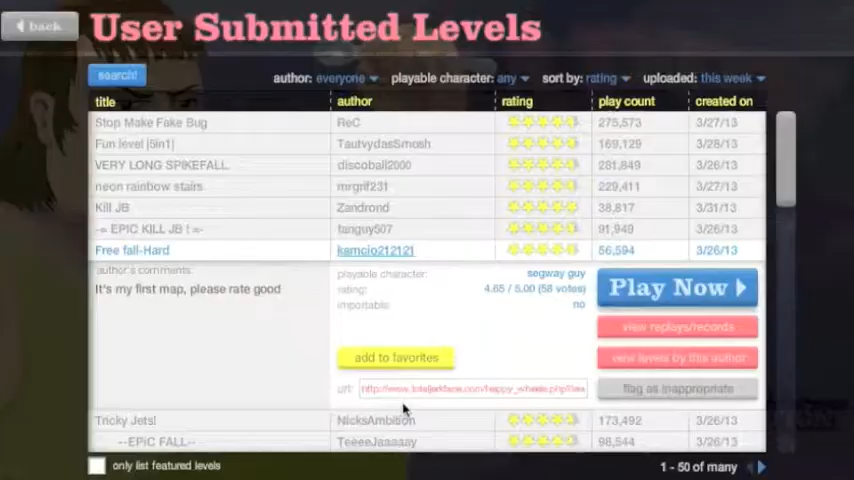 back
User Submitted Levels
search!
author: everyone playable character: any sort by: rating uploaded: this week
title author rating play count created on
Stop Make Fake Bug ReC 275,573 3/27/13
Fun level |5in1| TautvydasSmosh 169,129 3/28/13
VERY LONG SPIKEFALL discoball2000 281,849 3/26/13
neon rainbow stairs mrgrif231 229,411 3/27/13
Kill JB Zandrond 38,817 3/31/13
-= EPIC KILL JB ! =- fanguy507 91,949 3/26/13
Free fall-Hard kamcio212121 56,594 3/26/13
author's comments:
It's my first map, please rate good
playable character: segway guy
rating: 4.65 / 5.00 (58 votes)
importable: no
Play Now
view replays/records
add to favorites
view levels by this author
url: http://www.totaljerkface.com/happy_wheels.php?
flag as inappropriate
Tricky Jets! NicksAmbition 173,492 3/26/13
--EPiC FALL-- TeeeeJaaaaay 98,544 3/26/13
only list featured levels
1 - 50 of many